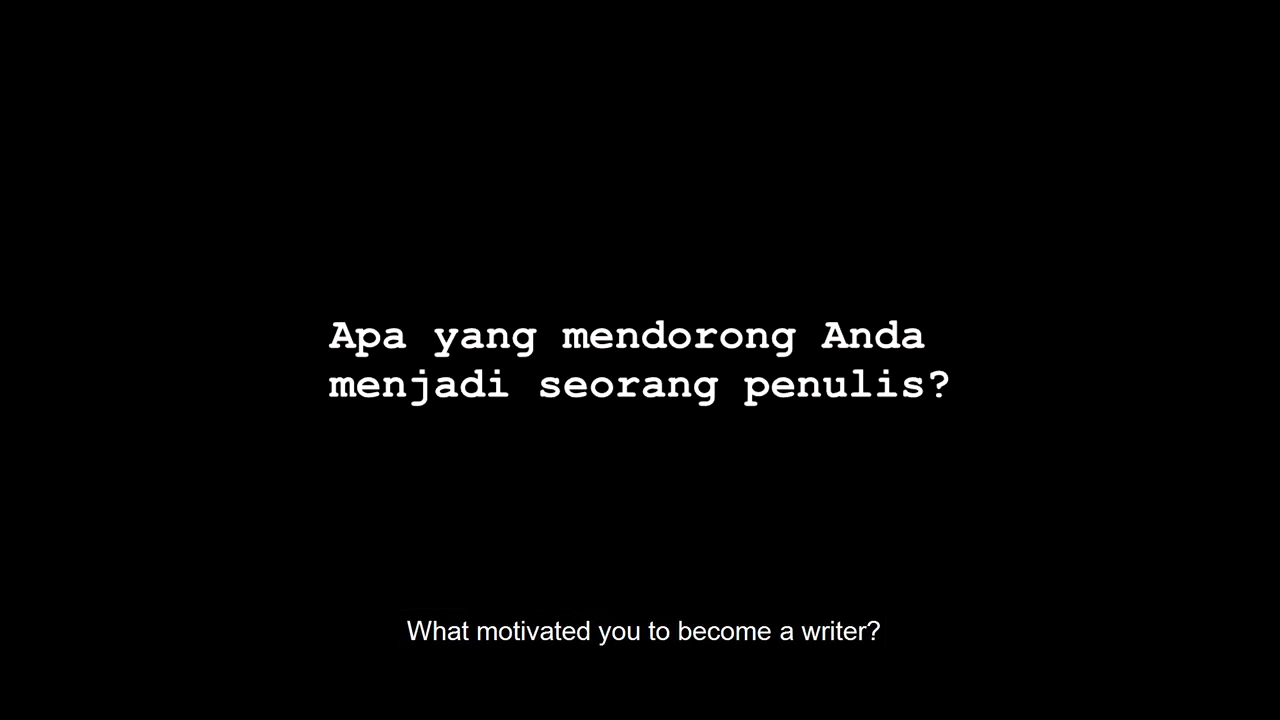 Apa yang mendorong Anda
menjadi seorang penulis?
What motivated you to become a writer?